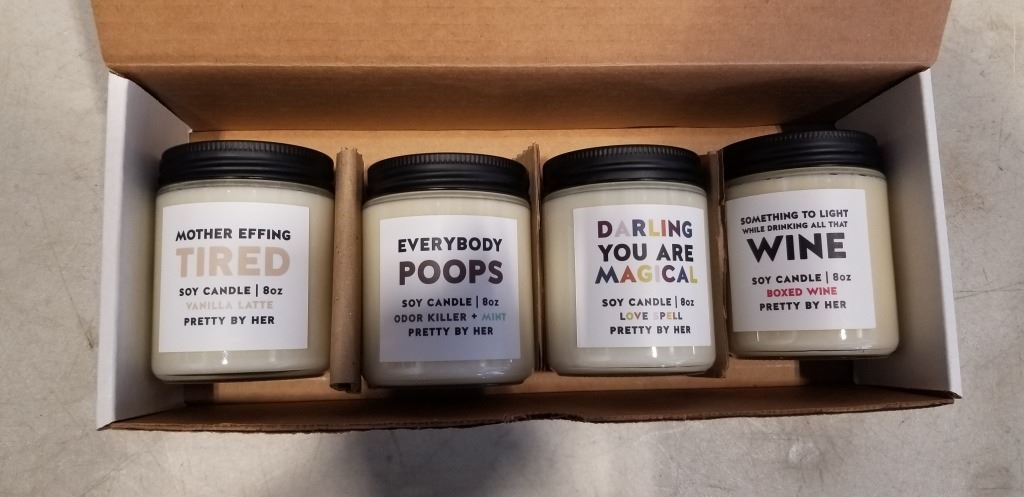 MOTHER EFFING
TIRED
SOY CANDLE | 8oz
VANILLA LATTE
PRETTY BY HER
EVERYBODY
POOPS
SOY CANDLE | 8oz
ODOR KILLER + MINT
PRETTY BY HER
DARLING
YOU ARE
MAGICAL
SOY CANDLE | 8oz
LOVE SPELL
PRETTY BY HER
SOMETHING TO LIGHT
WHILE DRINKING ALL THAT
WINE
SOY CANDLE | 8oz
BOXED WINE
PRETTY BY HER